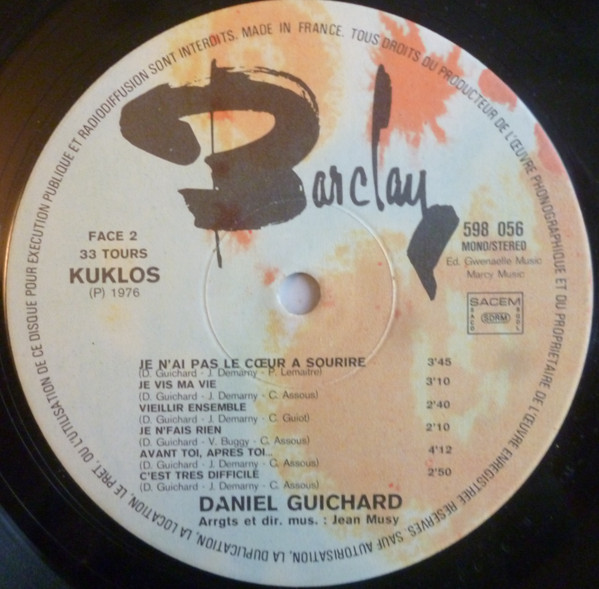 DE CE DISQUE POUR EXECUTION PUBLIQUE ET RADIODIFFUSION SONT INTERDITS. MADE IN FRANCE. TOUS DROITS DU PRODUCTEUR DE L'ŒUVRE PHONOGRAPHIQUE ET DU PROPRIETAIRE DE L'ŒUVRE ENREGISTREE RESERVES. SAUF AUTORISATION, LA DUPLICATION, LA LOCATION, LE PRET, OU L'UTILISATION
Barclay
FACE 2
33 TOURS
KUKLOS
(P) 1976
598 056
MONO/STEREO
Ed. Gwenaelle Music
Marcy Music
SACEM
SACD SDRM SGDL
JE N'AI PAS LE CŒUR A SOURIRE 3'45
(D. Guichard - J. Demarny - P. Lemaitre)
JE VIS MA VIE 3'10
(D. Guichard - J. Demarny - C. Assous)
VIEILLIR ENSEMBLE 2'40
(D. Guichard - J. Demarny - C. Guiot)
JE N'FAIS RIEN 2'10
(D. Guichard - V. Buggy - C. Assous)
AVANT TOI, APRES TOI... 4'12
(D. Guichard - J. Demarny - C. Assous)
C'EST TRES DIFFICILE 2'50
(D. Guichard - J. Demarny - C. Assous)
DANIEL GUICHARD
Arrgts et dir. mus. : Jean Musy